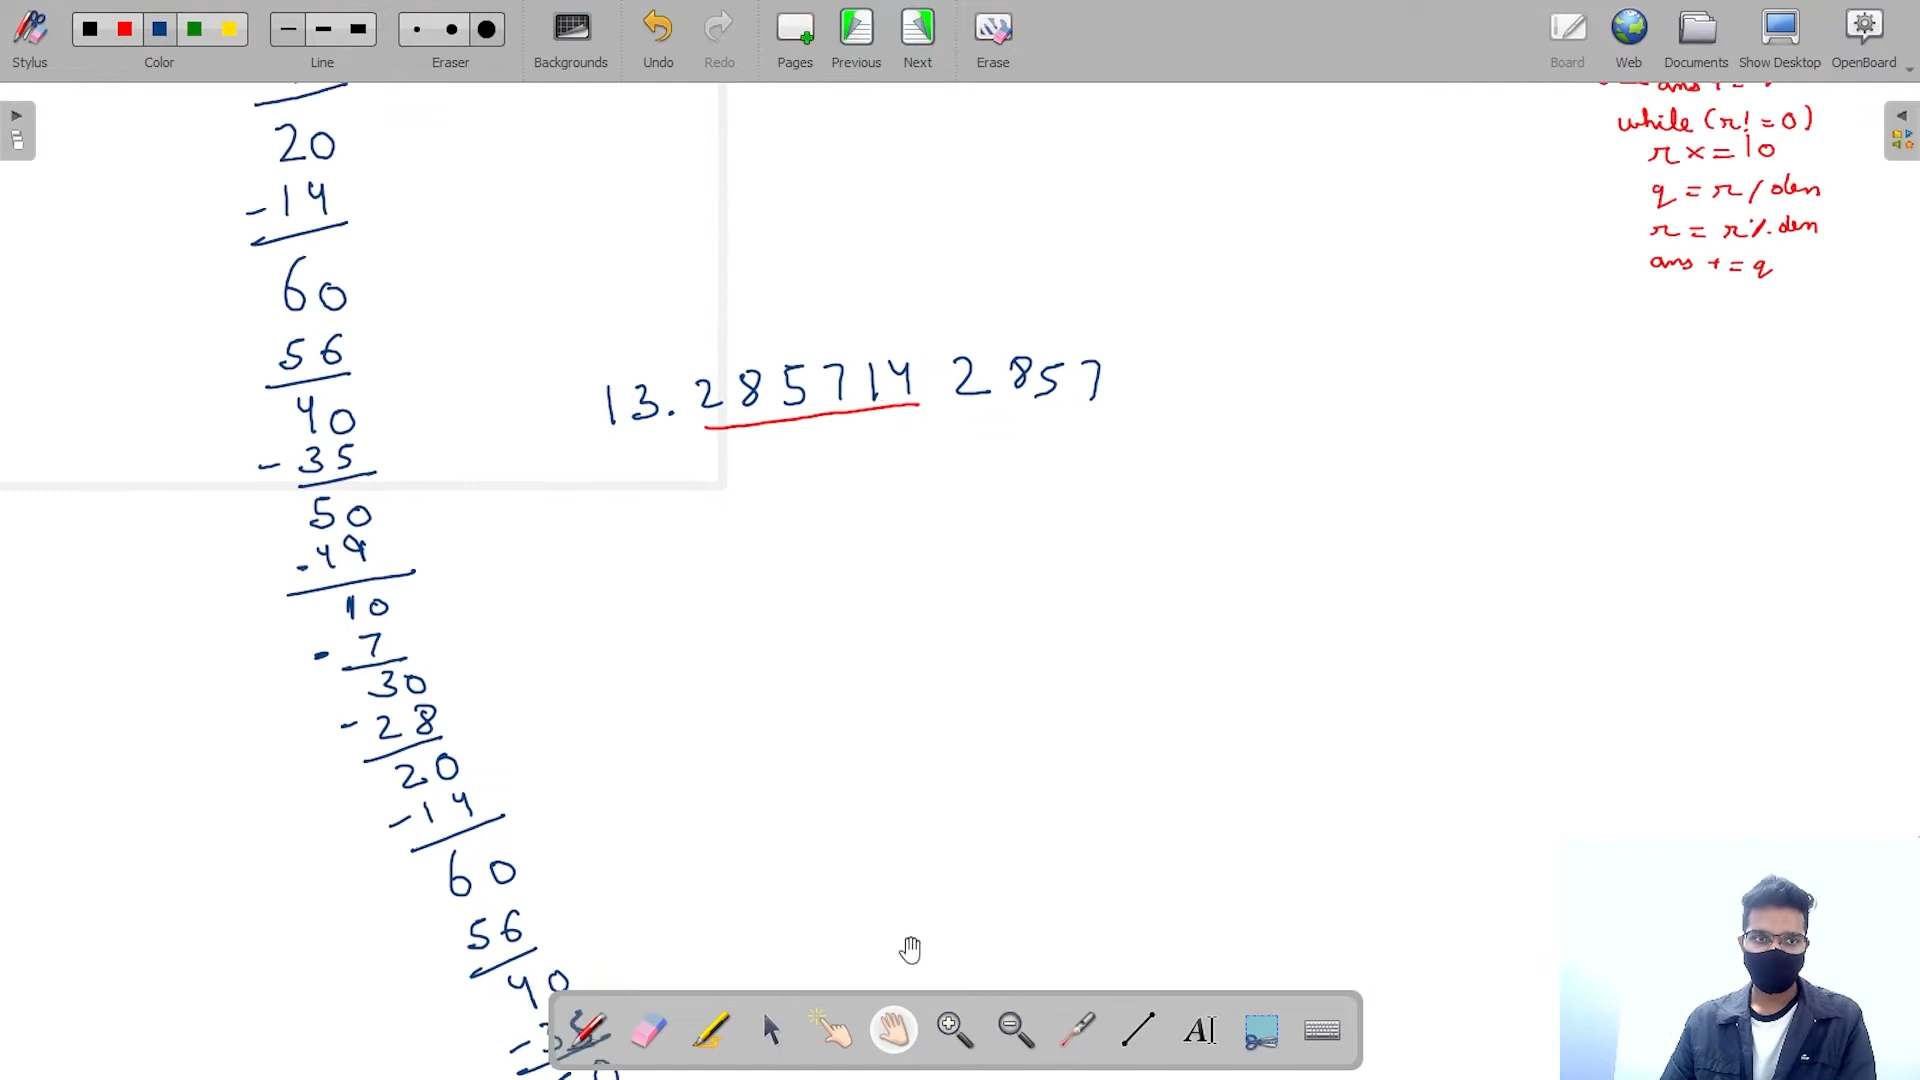 Stylus
Color
Line
Eraser
Backgrounds
Undo
Redo
Pages
Previous
Next
Erase
Board
Web
Documents
Show Desktop
OpenBoard
20
-14
60
56
40
-35
50
-49
10
-7
30
-28
20
-14
60
56
40
13.285714 2857
ans + =
while (r! = 0)
r x = 10
q = r / den
r = r % den
ans + = q